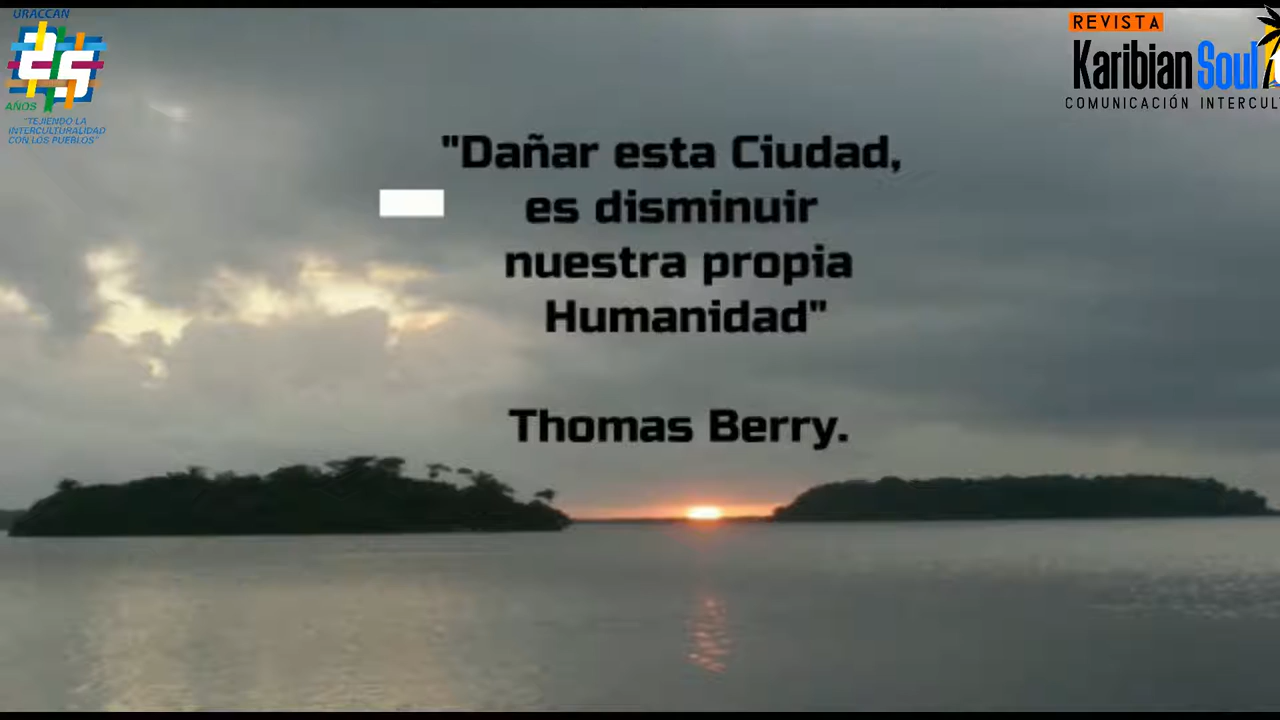 URACCAN
25
AÑOS
"TEJIENDO LA
INTERCULTURALIDAD
CON LOS PUEBLOS"
REVISTA
Karibian Soul
COMUNICACIÓN INTERCUL
"Dañar esta Ciudad,
es disminuir
nuestra propia
Humanidad"
Thomas Berry.